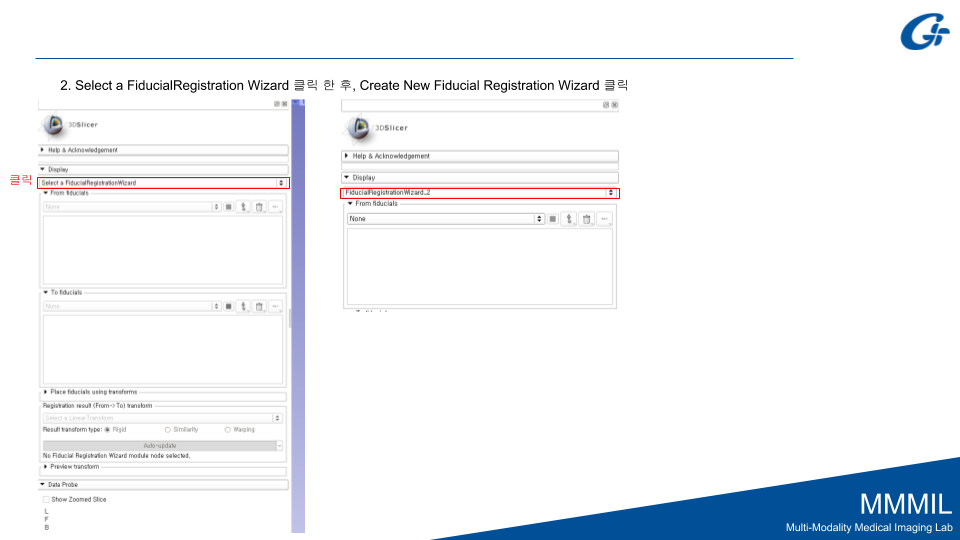 2. Select a FiducialRegistration Wizard 클릭 한 후, Create New Fiducial Registration Wizard 클릭
3DSlicer
Help & Acknowledgement
Display
클릭
Select a FiducialRegistrationWizard
From fiducials
None
To fiducials
None
Place fiducials using transforms
Registration result (From-> To) transform
Select a LinearTransform
Result transform type: Rigid Similarity Warping
Auto-update
No Fiducial Registration Wizard module node selected.
Preview transform
Data Probe
Show Zoomed Slice
L
F
B
3DSlicer
Help & Acknowledgement
Display
FiducialRegistrationWizard_2
From fiducials
None
MMMIL
Multi-Modality Medical Imaging Lab